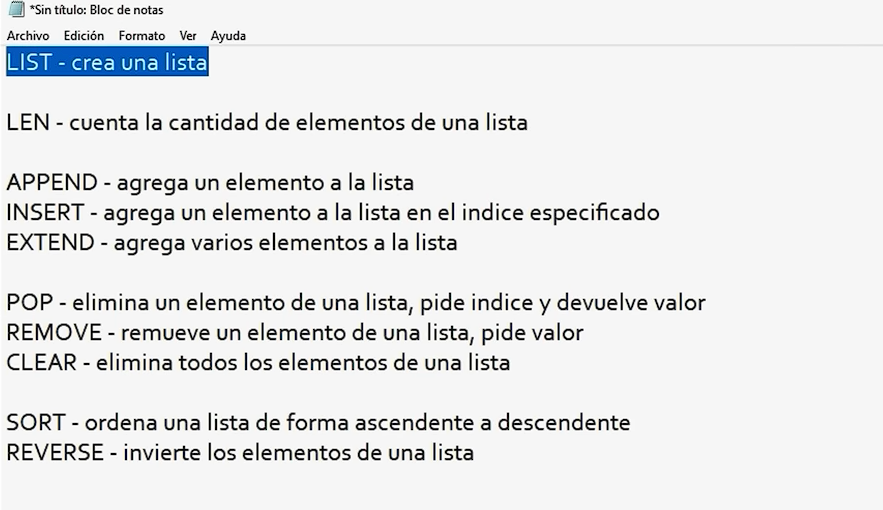 *Sin título: Bloc de notas
Archivo Edición Formato Ver Ayuda
LIST - crea una lista
LEN - cuenta la cantidad de elementos de una lista
APPEND - agrega un elemento a la lista
INSERT - agrega un elemento a la lista en el indice especificado
EXTEND - agrega varios elementos a la lista
POP - elimina un elemento de una lista, pide indice y devuelve valor
REMOVE - remueve un elemento de una lista, pide valor
CLEAR - elimina todos los elementos de una lista
SORT - ordena una lista de forma ascendente a descendente
REVERSE - invierte los elementos de una lista